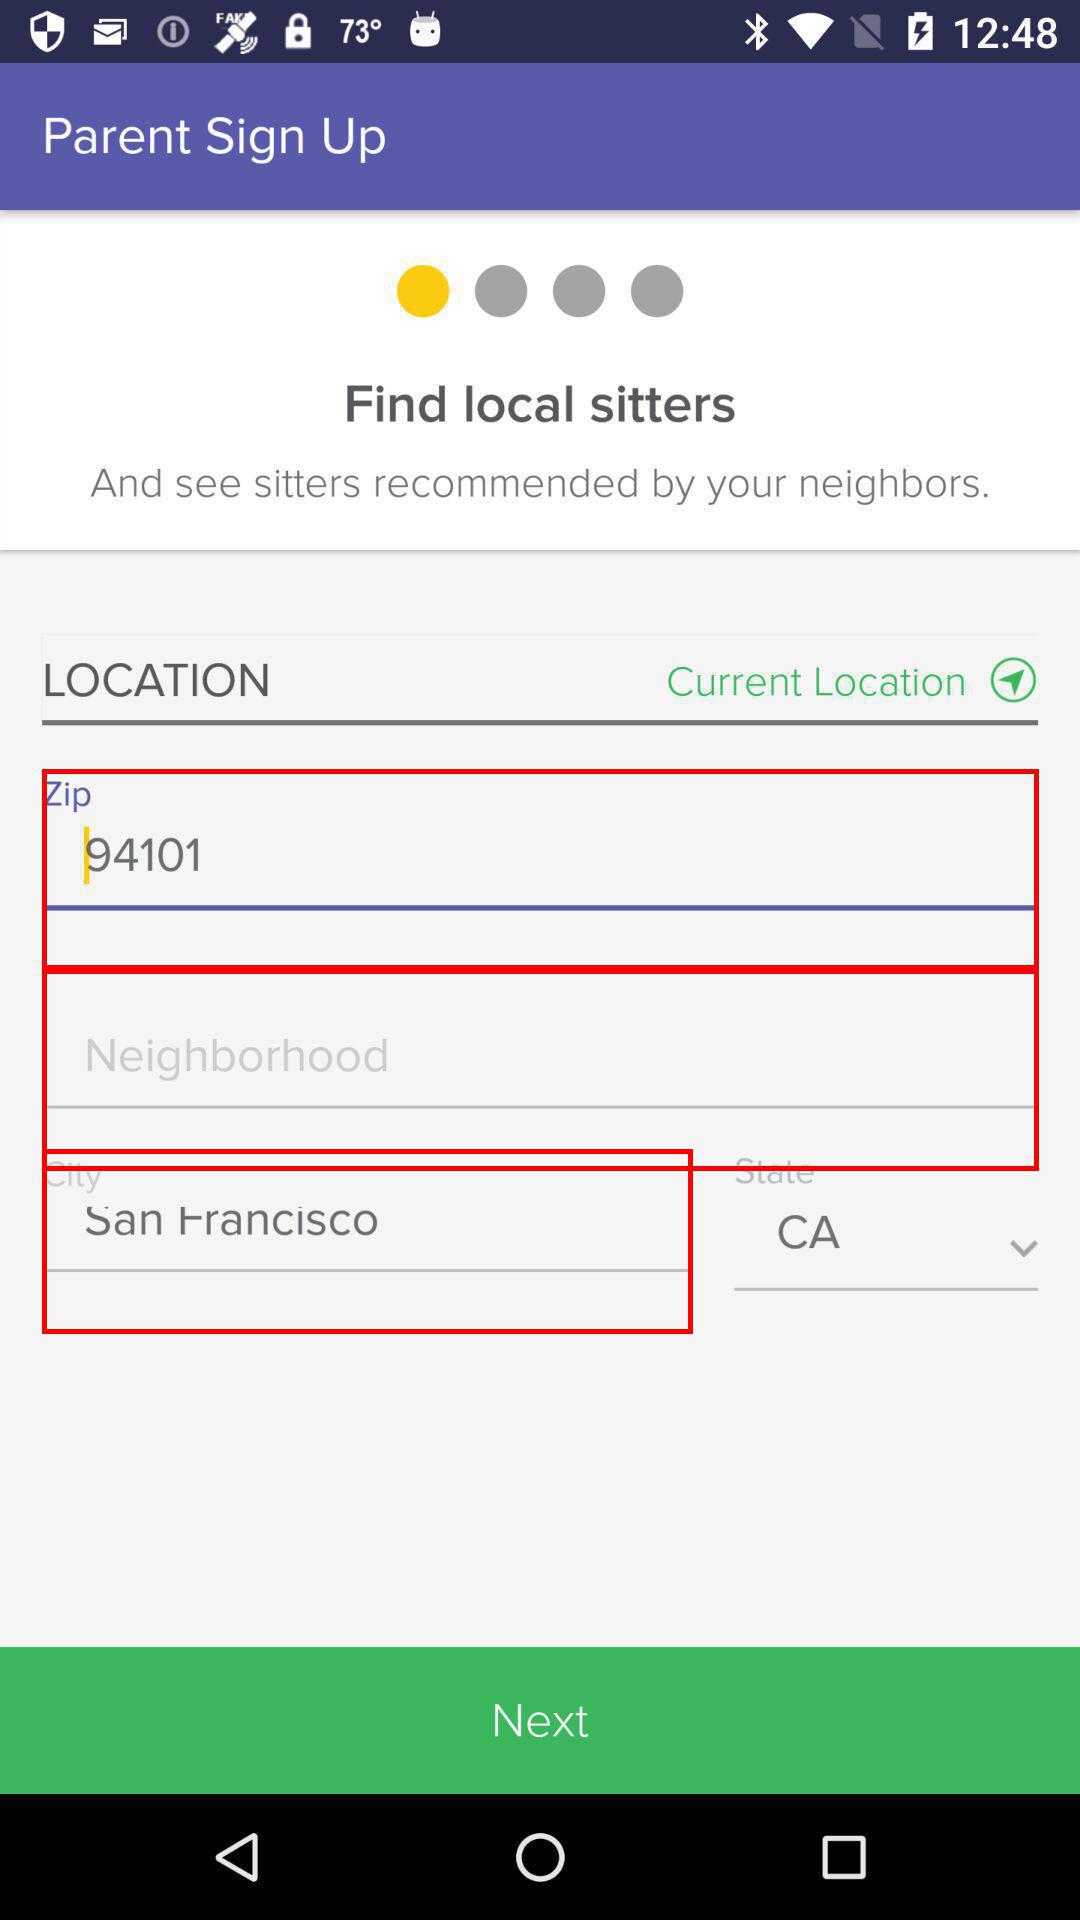 FAKE 73° 12:48
Parent Sign Up
Find local sitters
And see sitters recommended by your neighbors.
LOCATION Current Location
Zip
94101
Neighborhood
City State
San Francisco CA
Next